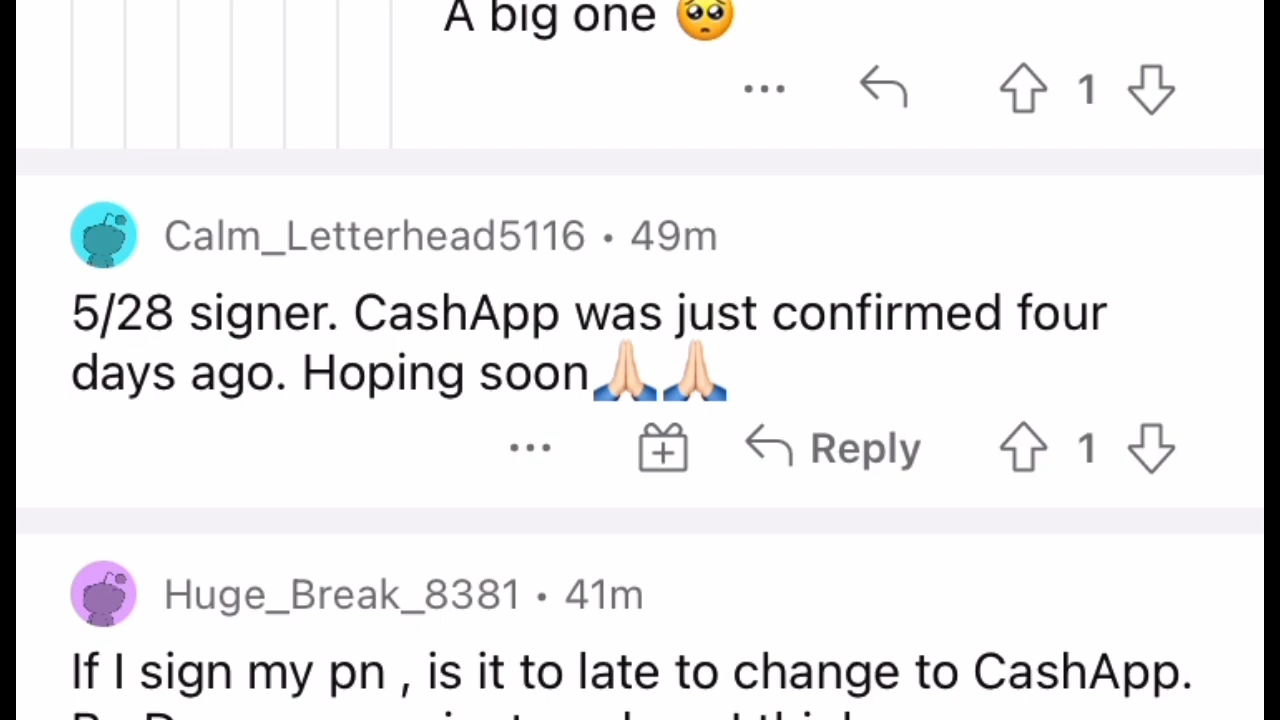 A big one 🥺
... 1
Calm_Letterhead5116 • 49m
5/28 signer. CashApp was just confirmed four
days ago. Hoping soon🙏🏻🙏🏻
... Reply 1
Huge_Break_8381 • 41m
If I sign my pn , is it to late to change to CashApp.